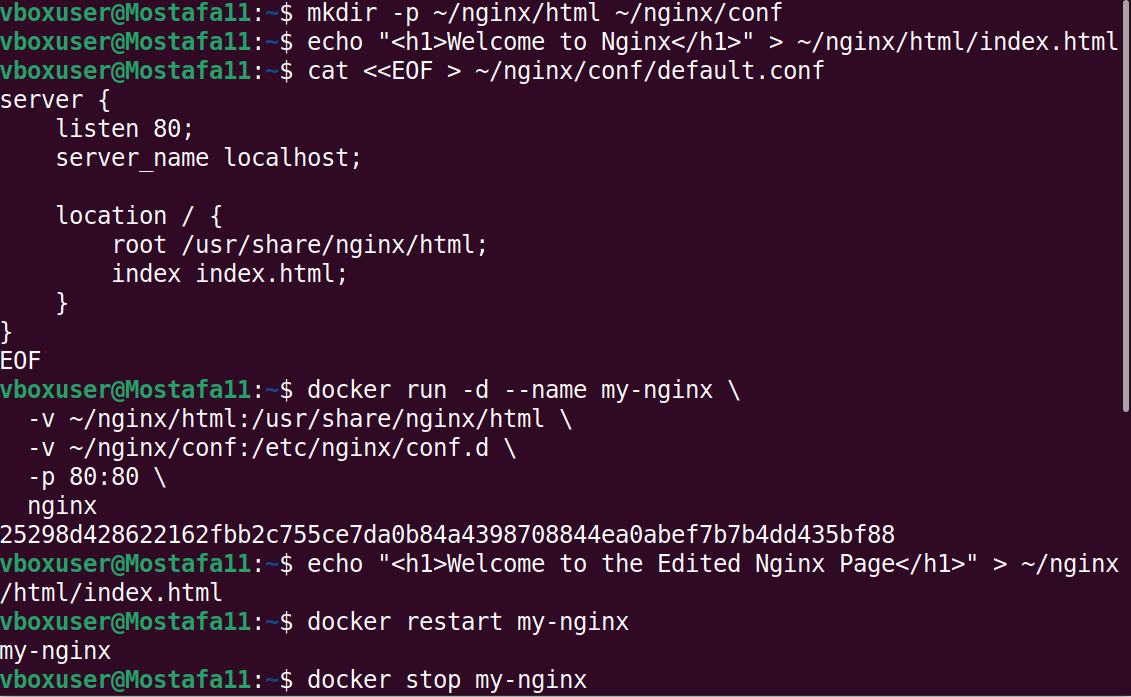 vboxuser@Mostafa11:~$ mkdir -p ~/nginx/html ~/nginx/conf
vboxuser@Mostafa11:~$ echo "<h1>Welcome to Nginx</h1>" > ~/nginx/html/index.html
vboxuser@Mostafa11:~$ cat <<EOF > ~/nginx/conf/default.conf
server {
    listen 80;
    server_name localhost;

    location / {
        root /usr/share/nginx/html;
        index index.html;
    }
}
EOF
vboxuser@Mostafa11:~$ docker run -d --name my-nginx \
  -v ~/nginx/html:/usr/share/nginx/html \
  -v ~/nginx/conf:/etc/nginx/conf.d \
  -p 80:80 \
  nginx
25298d428622162fbb2c755ce7da0b84a4398708844ea0abef7b7b4dd435bf88
vboxuser@Mostafa11:~$ echo "<h1>Welcome to the Edited Nginx Page</h1>" > ~/nginx
/html/index.html
vboxuser@Mostafa11:~$ docker restart my-nginx
my-nginx
vboxuser@Mostafa11:~$ docker stop my-nginx